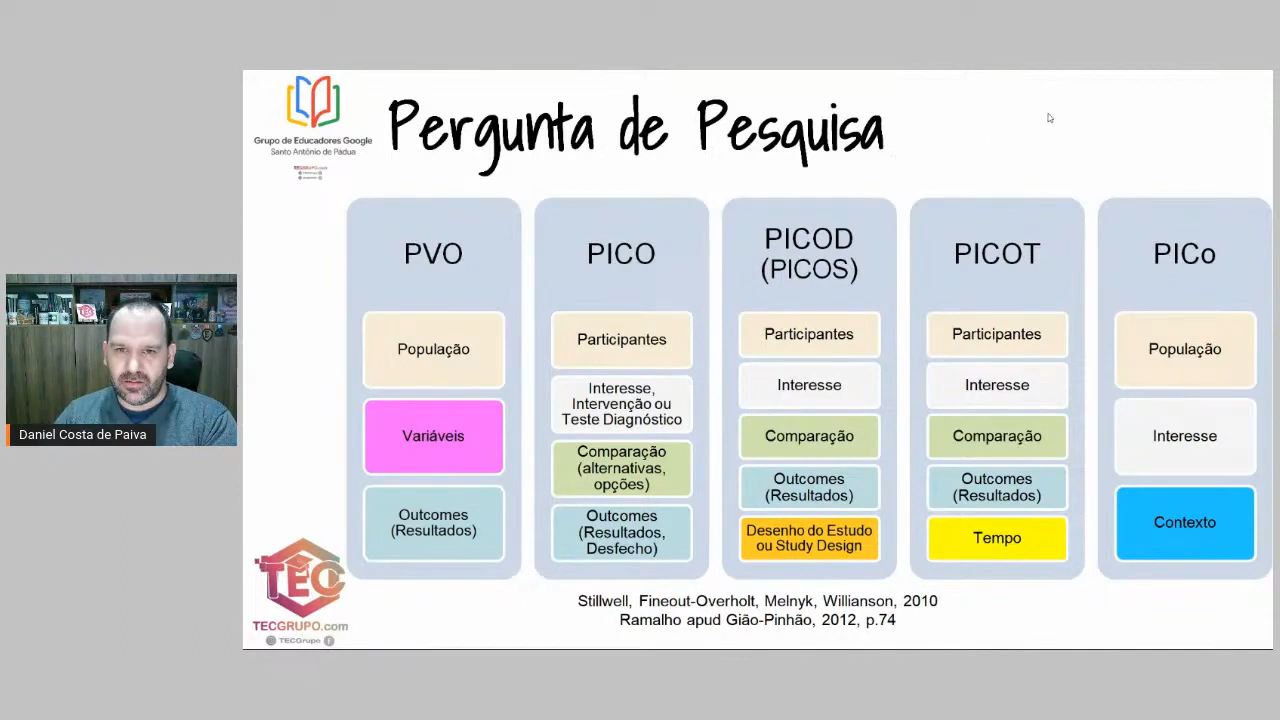 Grupo de Educadores Google
Santo Antônio de Pádua
TECGRUPO.com
Pergunta de Pesquisa
PVO
População
Variáveis
Outcomes
(Resultados)
PICO
Participantes
Interesse,
Intervenção ou
Teste Diagnóstico
Comparação
(alternativas,
opções)
Outcomes
(Resultados,
Desfecho)
PICOD
(PICOS)
Participantes
Interesse
Comparação
Outcomes
(Resultados)
Desenho do Estudo
ou Study Design
PICOT
Participantes
Interesse
Comparação
Outcomes
(Resultados)
Tempo
PICo
População
Interesse
Contexto
Daniel Costa de Paiva
Stillwell, Fineout-Overholt, Melnyk, Willianson, 2010
Ramalho apud Gião-Pinhão, 2012, p.74
TEC
TECGRUPO.com
TECGrupo